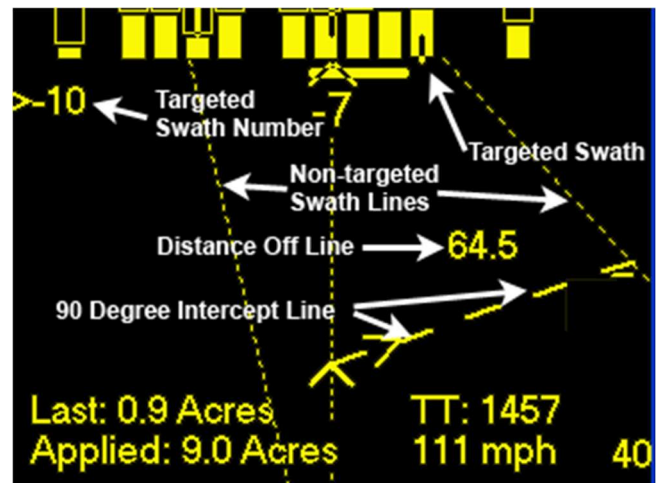 >-10
Targeted
Swath Number
-7
Targeted Swath
Non-targeted
Swath Lines
Distance Off Line
64.5
90 Degree Intercept Line
Last: 0.9 Acres
TT: 1457
Applied: 9.0 Acres
111 mph
40